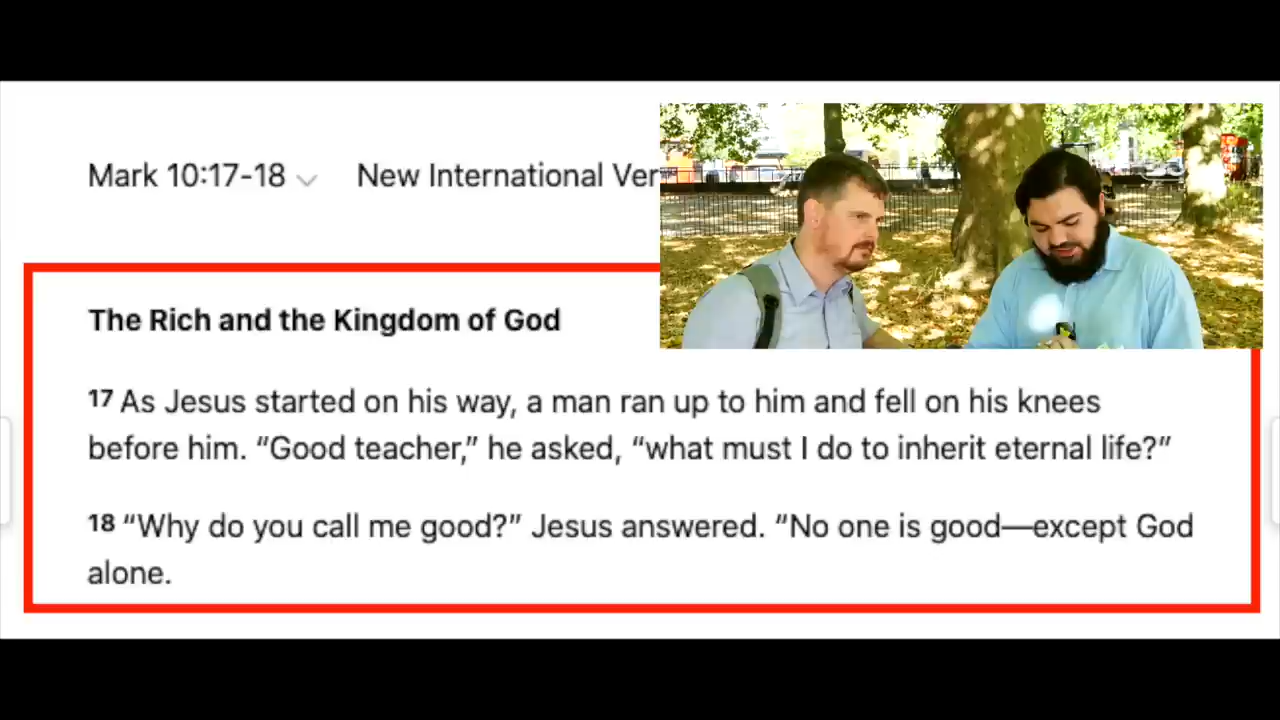 Mark 10:17-18 New International Ver
The Rich and the Kingdom of God
17 As Jesus started on his way, a man ran up to him and fell on his knees
before him. “Good teacher,” he asked, “what must I do to inherit eternal life?”
18 “Why do you call me good?” Jesus answered. “No one is good—except God
alone.